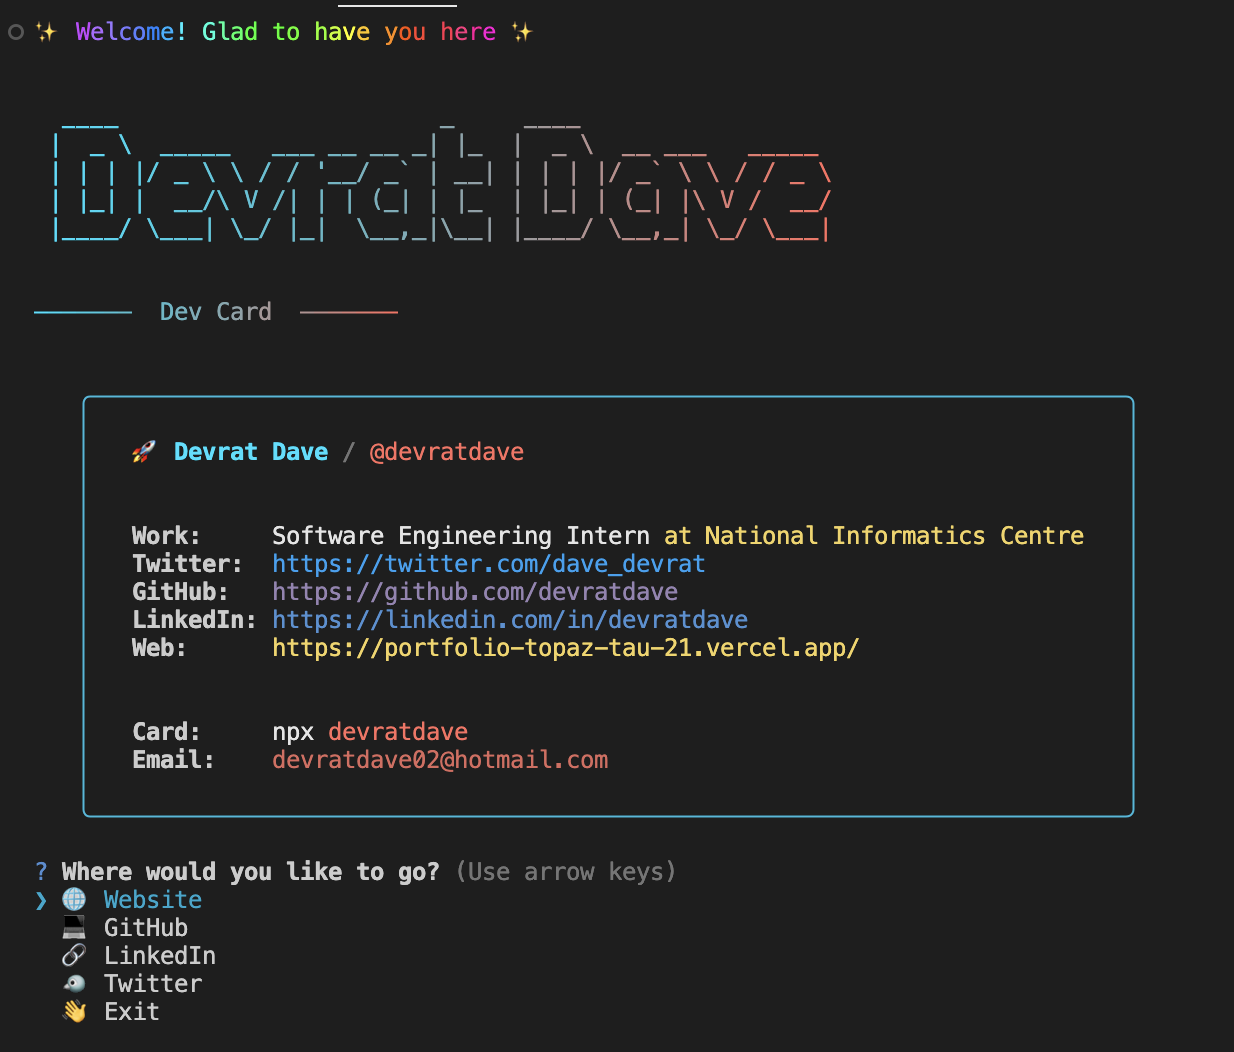 ✨ Welcome! Glad to have you here ✨
Devrat Dave
Dev Card
🚀 Devrat Dave / @devratdave
Work: Software Engineering Intern at National Informatics Centre
Twitter: https://twitter.com/dave_devrat
GitHub: https://github.com/devratdave
LinkedIn: https://linkedin.com/in/devratdave
Web: https://portfolio-topaz-tau-21.vercel.app/
Card: npx devratdave
Email: devratdave02@hotmail.com
? Where would you like to go? (Use arrow keys)
❯ 🌐 Website
💻 GitHub
🔗 LinkedIn
🐦 Twitter
👋 Exit